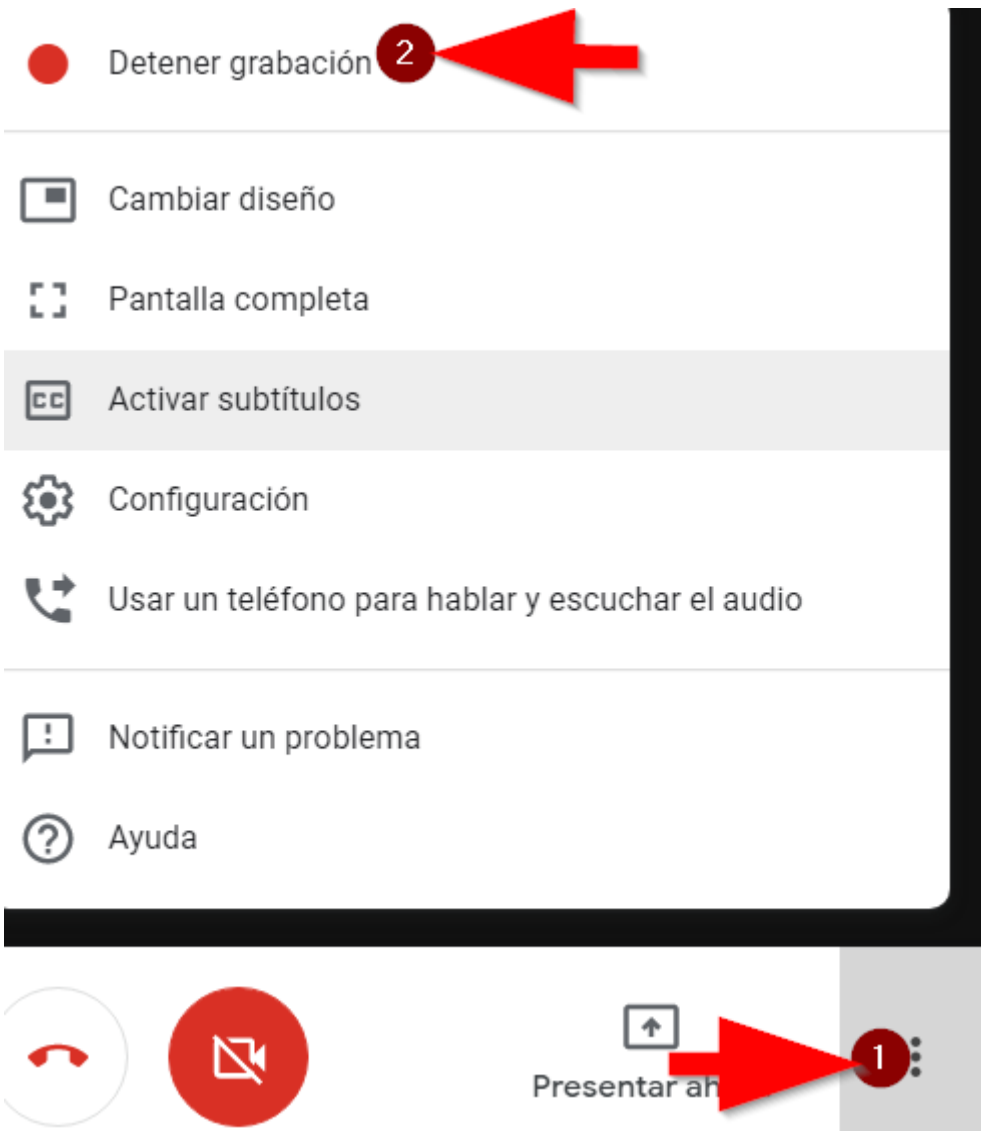 Detener grabación 2
Cambiar diseño
Pantalla completa
CC Activar subtítulos
Configuración
Usar un teléfono para hablar y escuchar el audio
Notificar un problema
Ayuda
Presentar ah
1